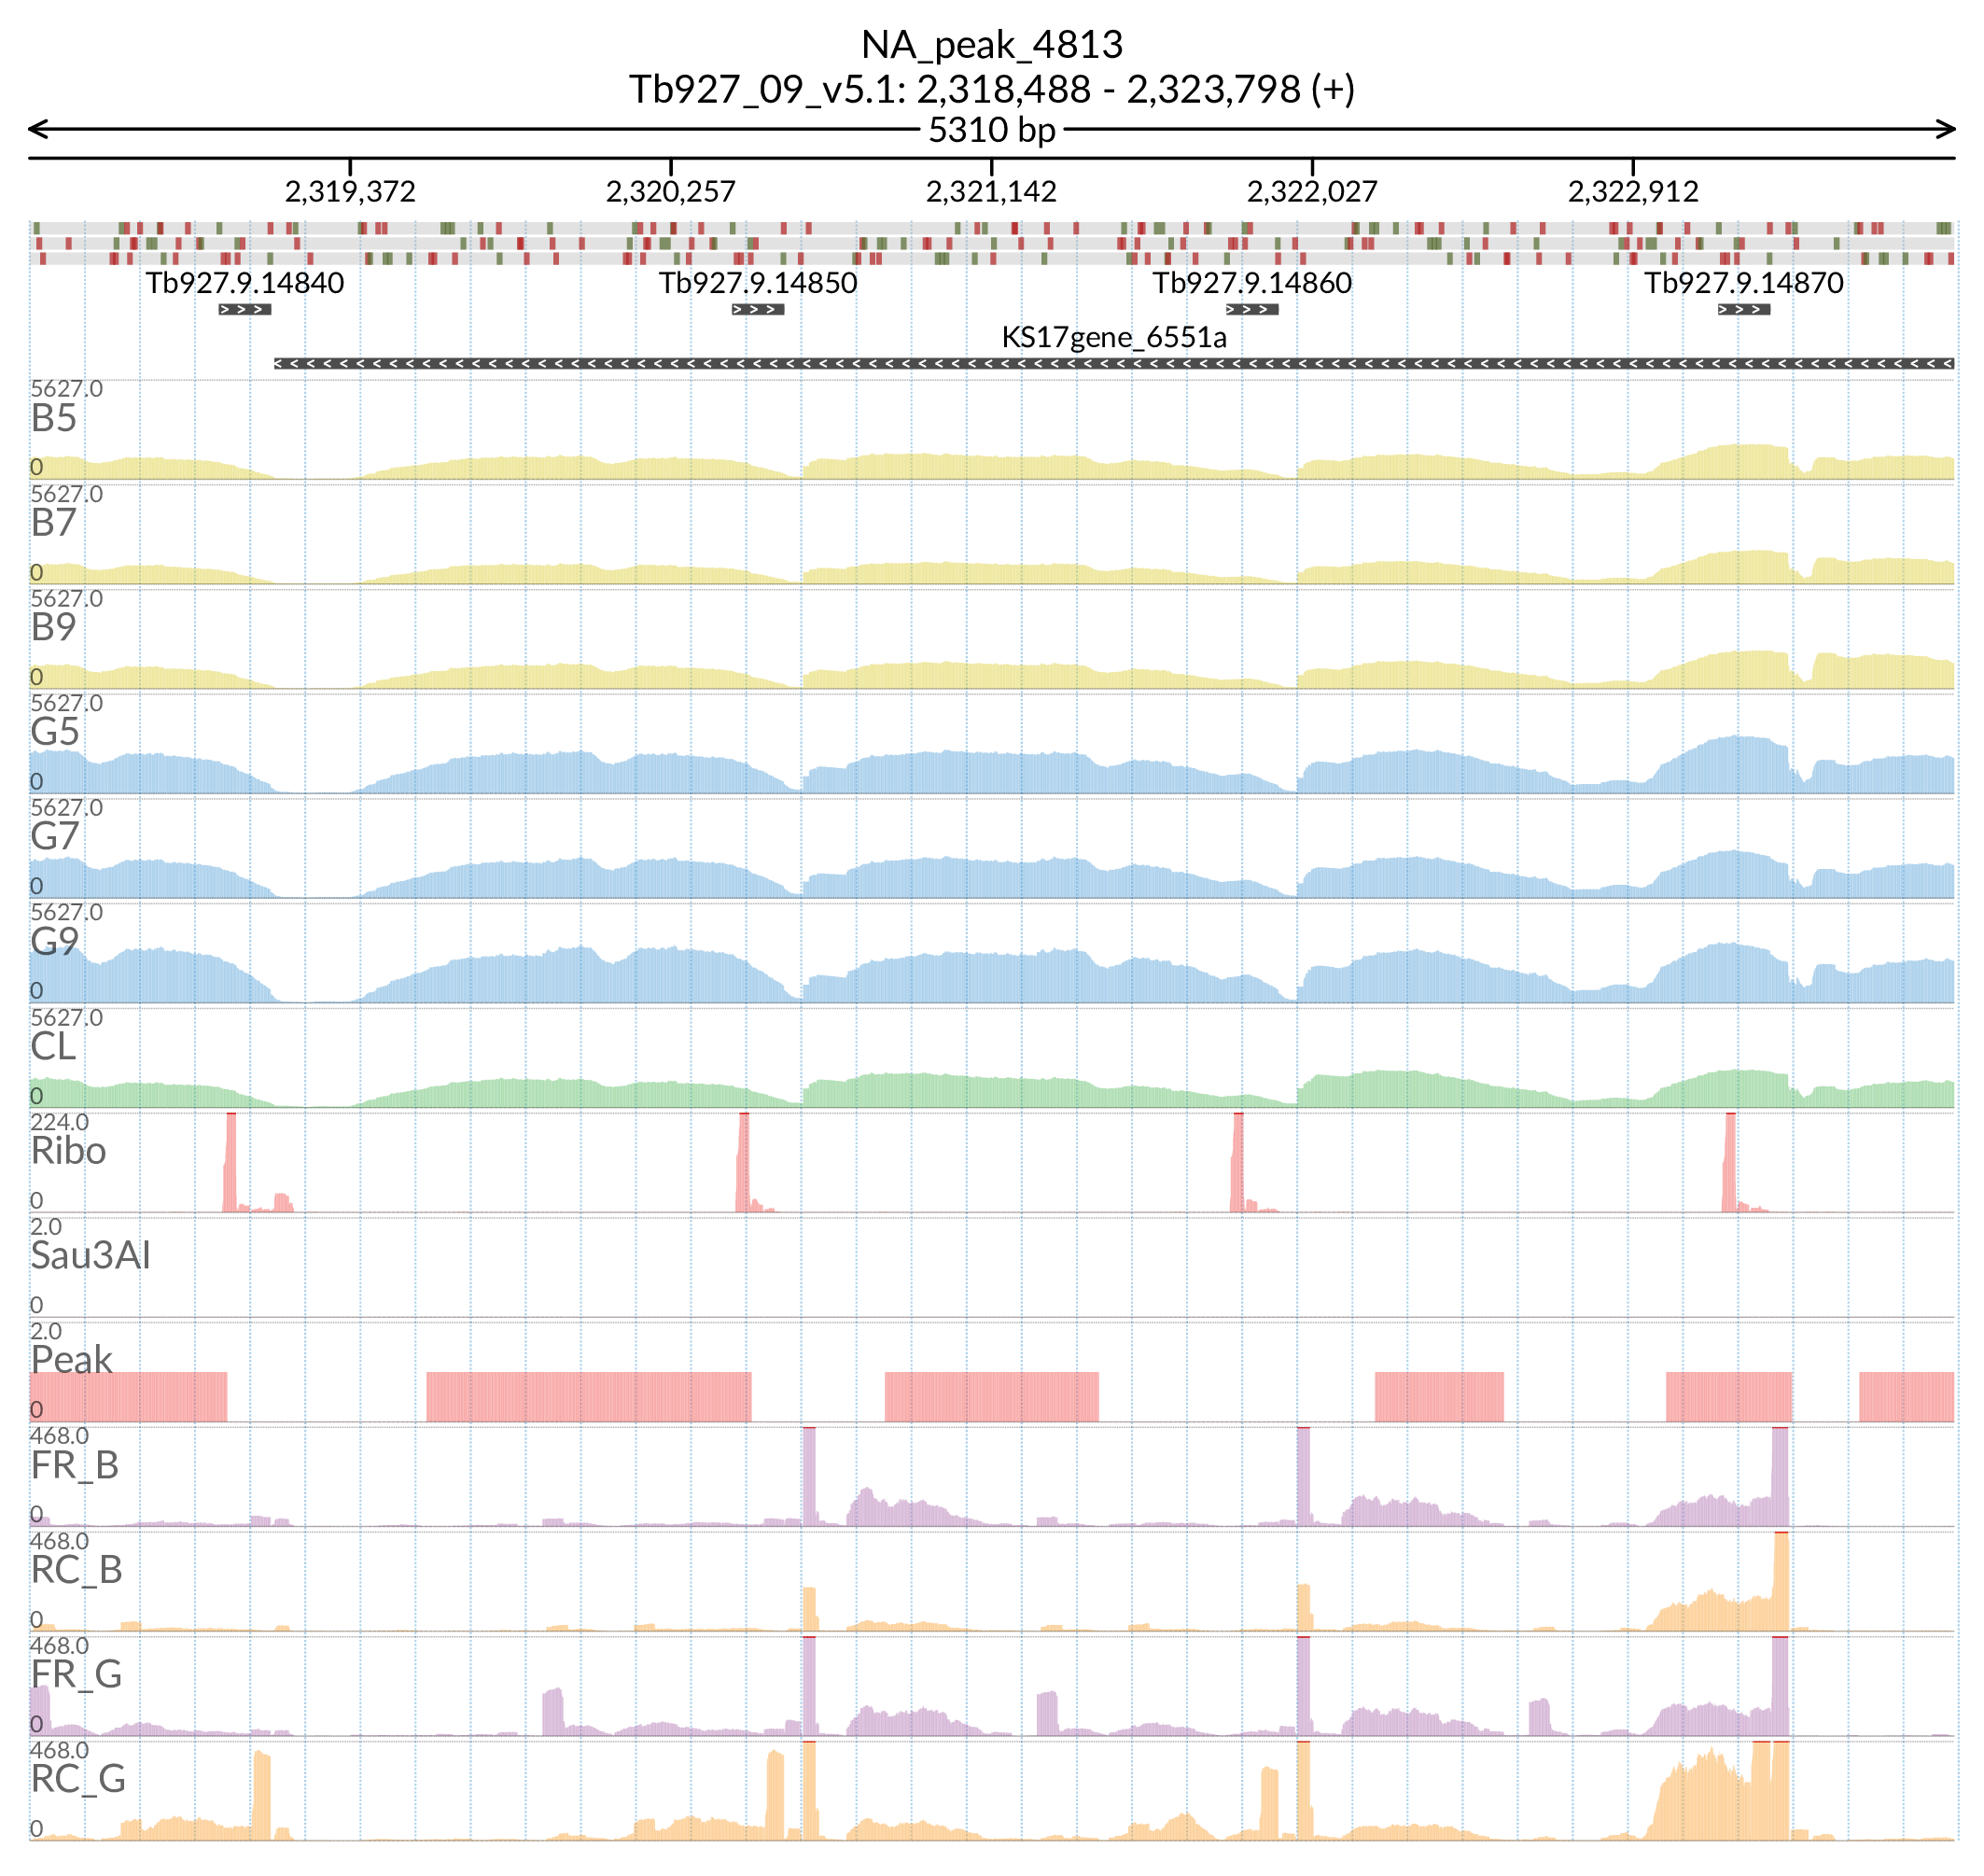 NA_peak_4813
Tb927_09_v5.1: 2,318,488 - 2,323,798 (+)
5310 bp
2,319,372 2,320,257 2,321,142 2,322,027 2,322,912
Tb927.9.14840 Tb927.9.14850 Tb927.9.14860 Tb927.9.14870
KS17gene_6551a
5627.0
B5
0
5627.0
B7
0
5627.0
B9
0
5627.0
G5
0
5627.0
G7
0
5627.0
G9
0
5627.0
CL
0
224.0
Ribo
0
2.0
Sau3AI
0
2.0
Peak
0
468.0
FR_B
0
468.0
RC_B
0
468.0
FR_G
0
468.0
RC_G
0